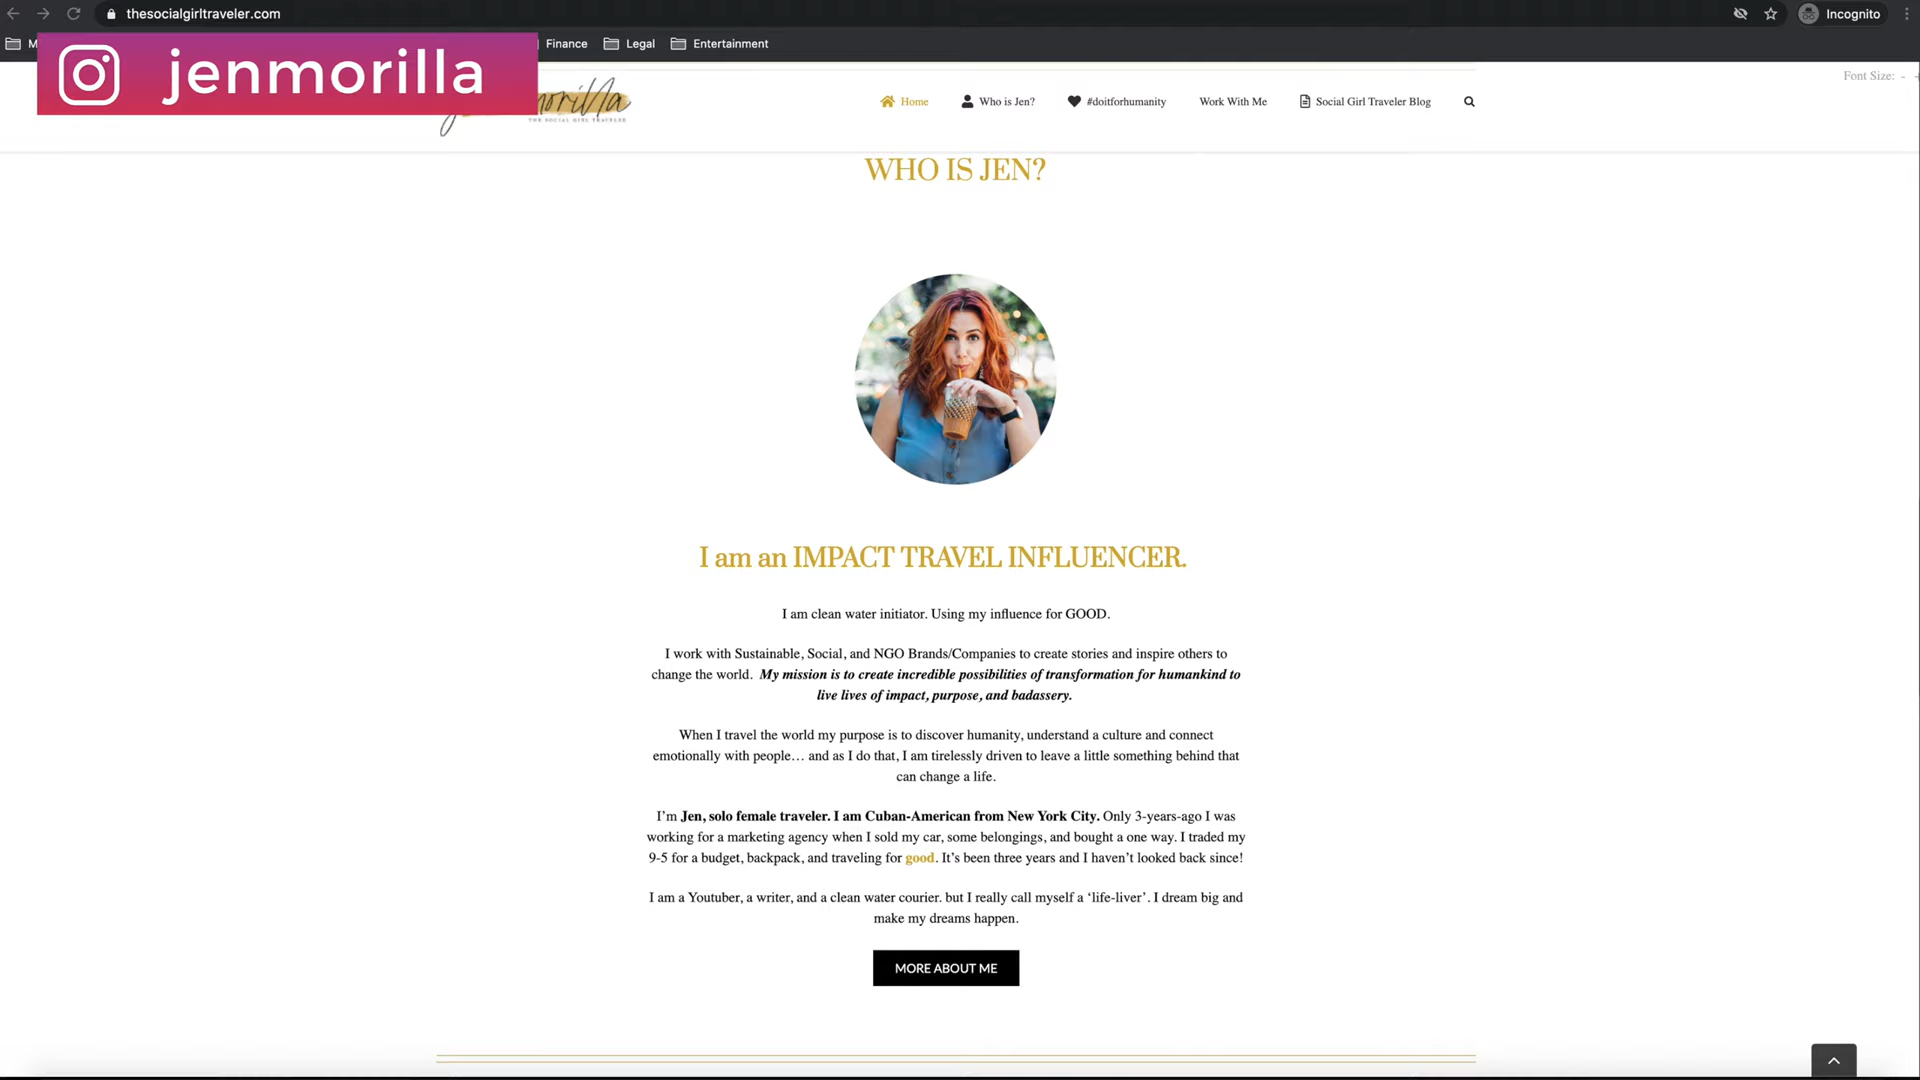 thesocialgirltraveler.com
Incognito
M
Finance
Legal
Entertainment
jenmorilla
THE SOCIAL GIRL TRAVELER
Home
Who is Jen?
#doitforhumanity
Work With Me
Social Girl Traveler Blog
Font Size: -
WHO IS JEN?
I am an IMPACT TRAVEL INFLUENCER.
I am clean water initiator. Using my influence for GOOD.
I work with Sustainable, Social, and NGO Brands/Companies to create stories and inspire others to
change the world. My mission is to create incredible possibilities of transformation for humankind to
live lives of impact, purpose, and badassery.
When I travel the world my purpose is to discover humanity, understand a culture and connect
emotionally with people… and as I do that, I am tirelessly driven to leave a little something behind that
can change a life.
I’m Jen, solo female traveler. I am Cuban-American from New York City. Only 3-years-ago I was
working for a marketing agency when I sold my car, some belongings, and bought a one way. I traded my
9-5 for a budget, backpack, and traveling for good. It’s been three years and I haven’t looked back since!
I am a Youtuber, a writer, and a clean water courier. but I really call myself a ‘life-liver’. I dream big and
make my dreams happen.
MORE ABOUT ME